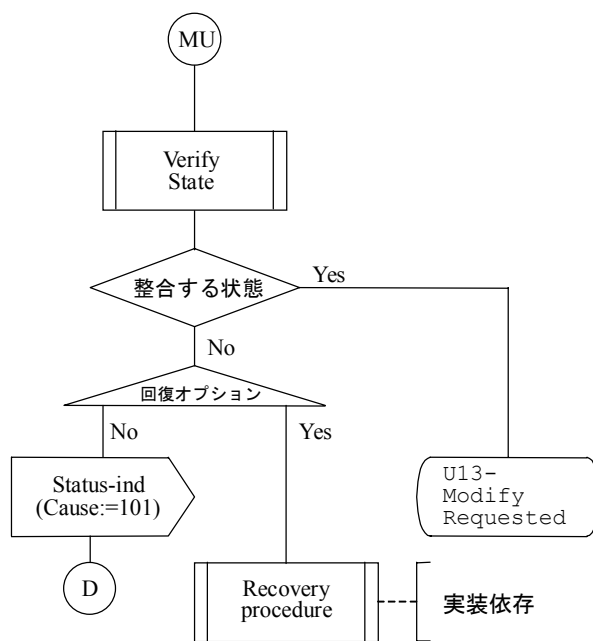 MU
Verify
State
整合する状態
Yes
No
回復オプション
No
Yes
Status-ind
(Cause:=101)
U13-
Modify
Requested
D
Recovery
procedure
実装依存